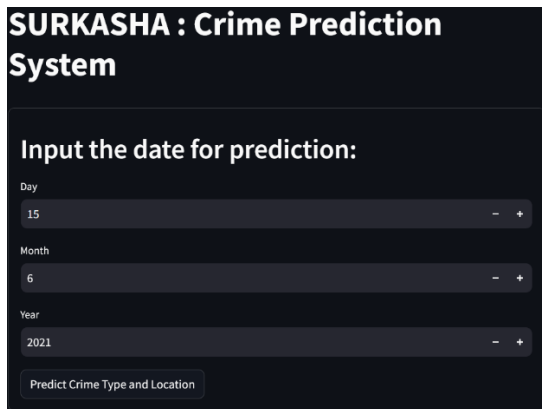 SURKASHA : Crime Prediction
System
Input the date for prediction:
Day
15 - +
Month
6 - +
Year
2021 - +
Predict Crime Type and Location